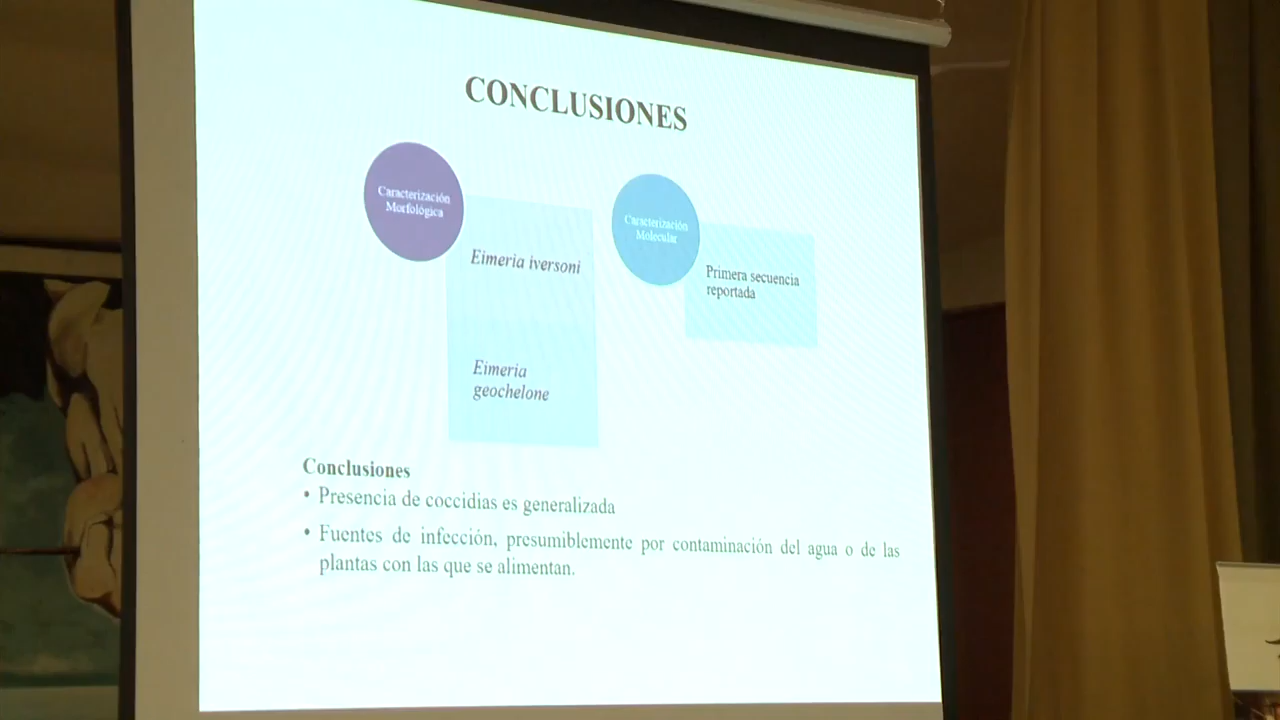 CONCLUSIONES
Caracterización
Morfológica
Eimeria iversoni
Eimeria
geochelone
Caracterización
Molecular
Primera secuencia
reportada
Conclusiones
• Presencia de coccidias es generalizada
• Fuentes de infección, presumiblemente por contaminación del agua o de las
plantas con las que se alimentan.